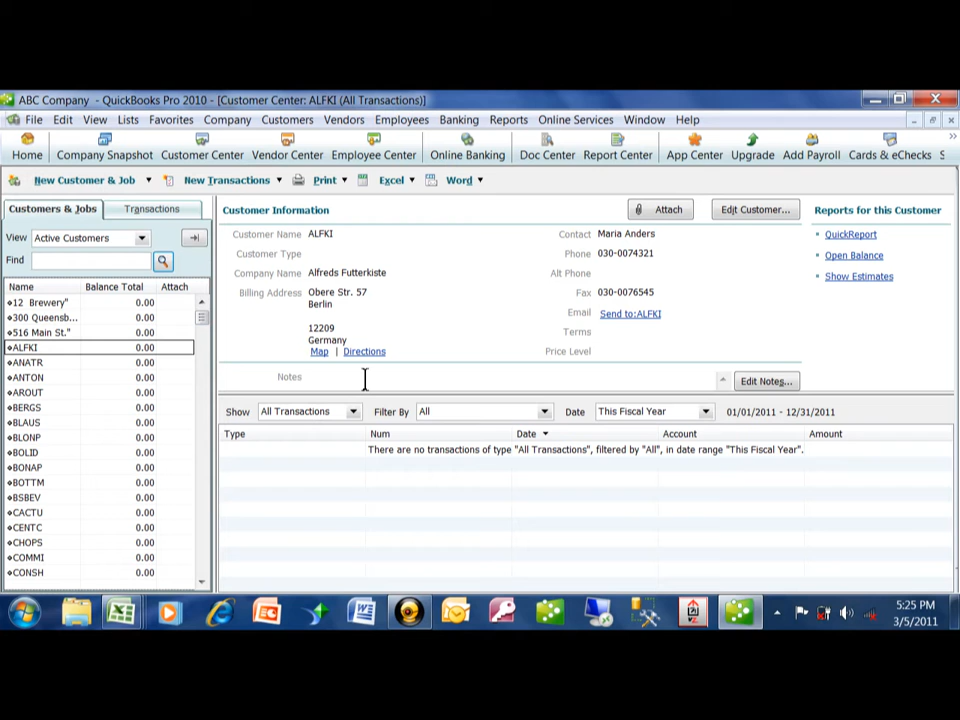 ABC Company - QuickBooks Pro 2010 - [Customer Center: ALFKI (All Transactions)]
File Edit View Lists Favorites Company Customers Vendors Employees Banking Reports Online Services Window Help
Home Company Snapshot Customer Center Vendor Center Employee Center Online Banking Doc Center Report Center App Center Upgrade Add Payroll Cards & eChecks S
New Customer & Job New Transactions Print Excel Word
Customers & Jobs Transactions
View Active Customers
Find
Name Balance Total Attach
12 Brewery" 0.00
300 Queensb... 0.00
516 Main St." 0.00
ALFKI 0.00
ANATR 0.00
ANTON 0.00
AROUT 0.00
BERGS 0.00
BLAUS 0.00
BLONP 0.00
BOLID 0.00
BONAP 0.00
BOTTM 0.00
BSBEV 0.00
CACTU 0.00
CENTC 0.00
CHOPS 0.00
COMMI 0.00
CONSH 0.00
Customer Information Attach Edit Customer...
Customer Name ALFKI
Customer Type
Company Name Alfreds Futterkiste
Billing Address Obere Str. 57
Berlin
12209
Germany
Map | Directions
Contact Maria Anders
Phone 030-0074321
Alt Phone
Fax 030-0076545
Email Send to:ALFKI
Terms
Price Level
Notes Edit Notes...
Reports for this Customer
QuickReport
Open Balance
Show Estimates
Show All Transactions Filter By All Date This Fiscal Year 01/01/2011 - 12/31/2011
Type Num Date Account Amount
There are no transactions of type "All Transactions", filtered by "All", in date range "This Fiscal Year".
5:25 PM
3/5/2011